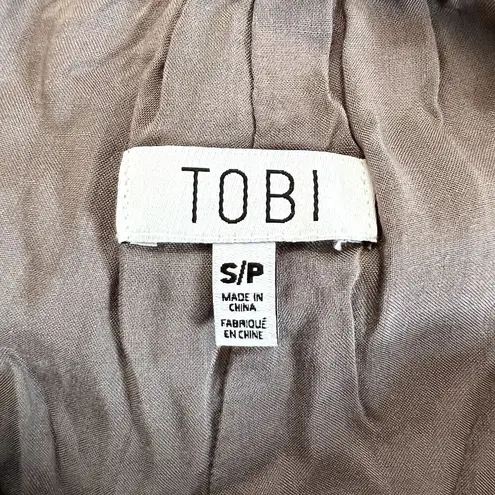 TOBI
S/P
MADE IN
CHINA
FABRIQUÉ
EN CHINE